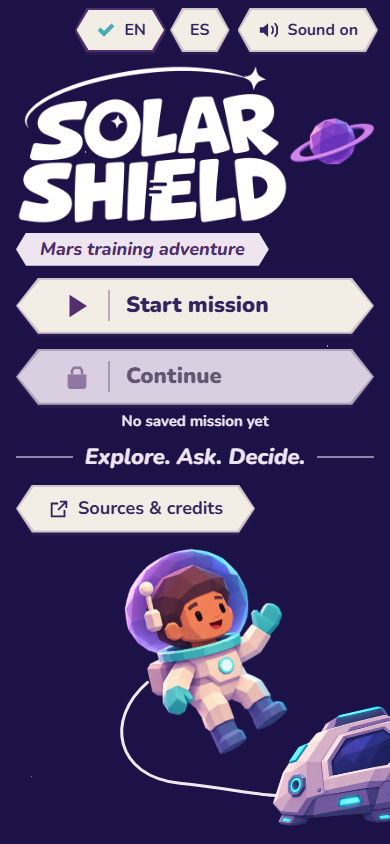 EN
ES
Sound on
SOLAR
SHIELD
Mars training adventure
Start mission
Continue
No saved mission yet
Explore. Ask. Decide.
Sources & credits